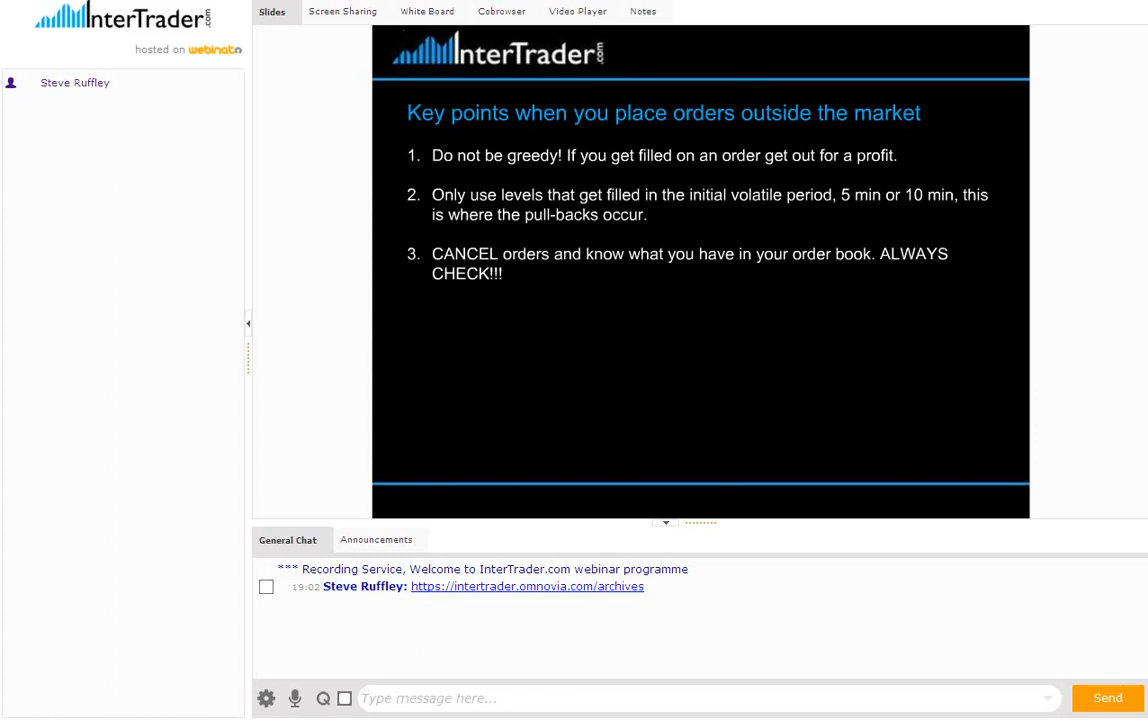 InterTrader.com
hosted on webinato
Steve Ruffley
Slides Screen Sharing White Board Cobrowser Video Player Notes
InterTrader.com
Key points when you place orders outside the market
1. Do not be greedy! If you get filled on an order get out for a profit.
2. Only use levels that get filled in the initial volatile period, 5 min or 10 min, this
is where the pull-backs occur.
3. CANCEL orders and know what you have in your order book. ALWAYS
CHECK!!!
General Chat Announcements
*** Recording Service, Welcome to InterTrader.com webinar programme
19:02 Steve Ruffley: https://intertrader.omnovia.com/archives
Q Type message here... Send